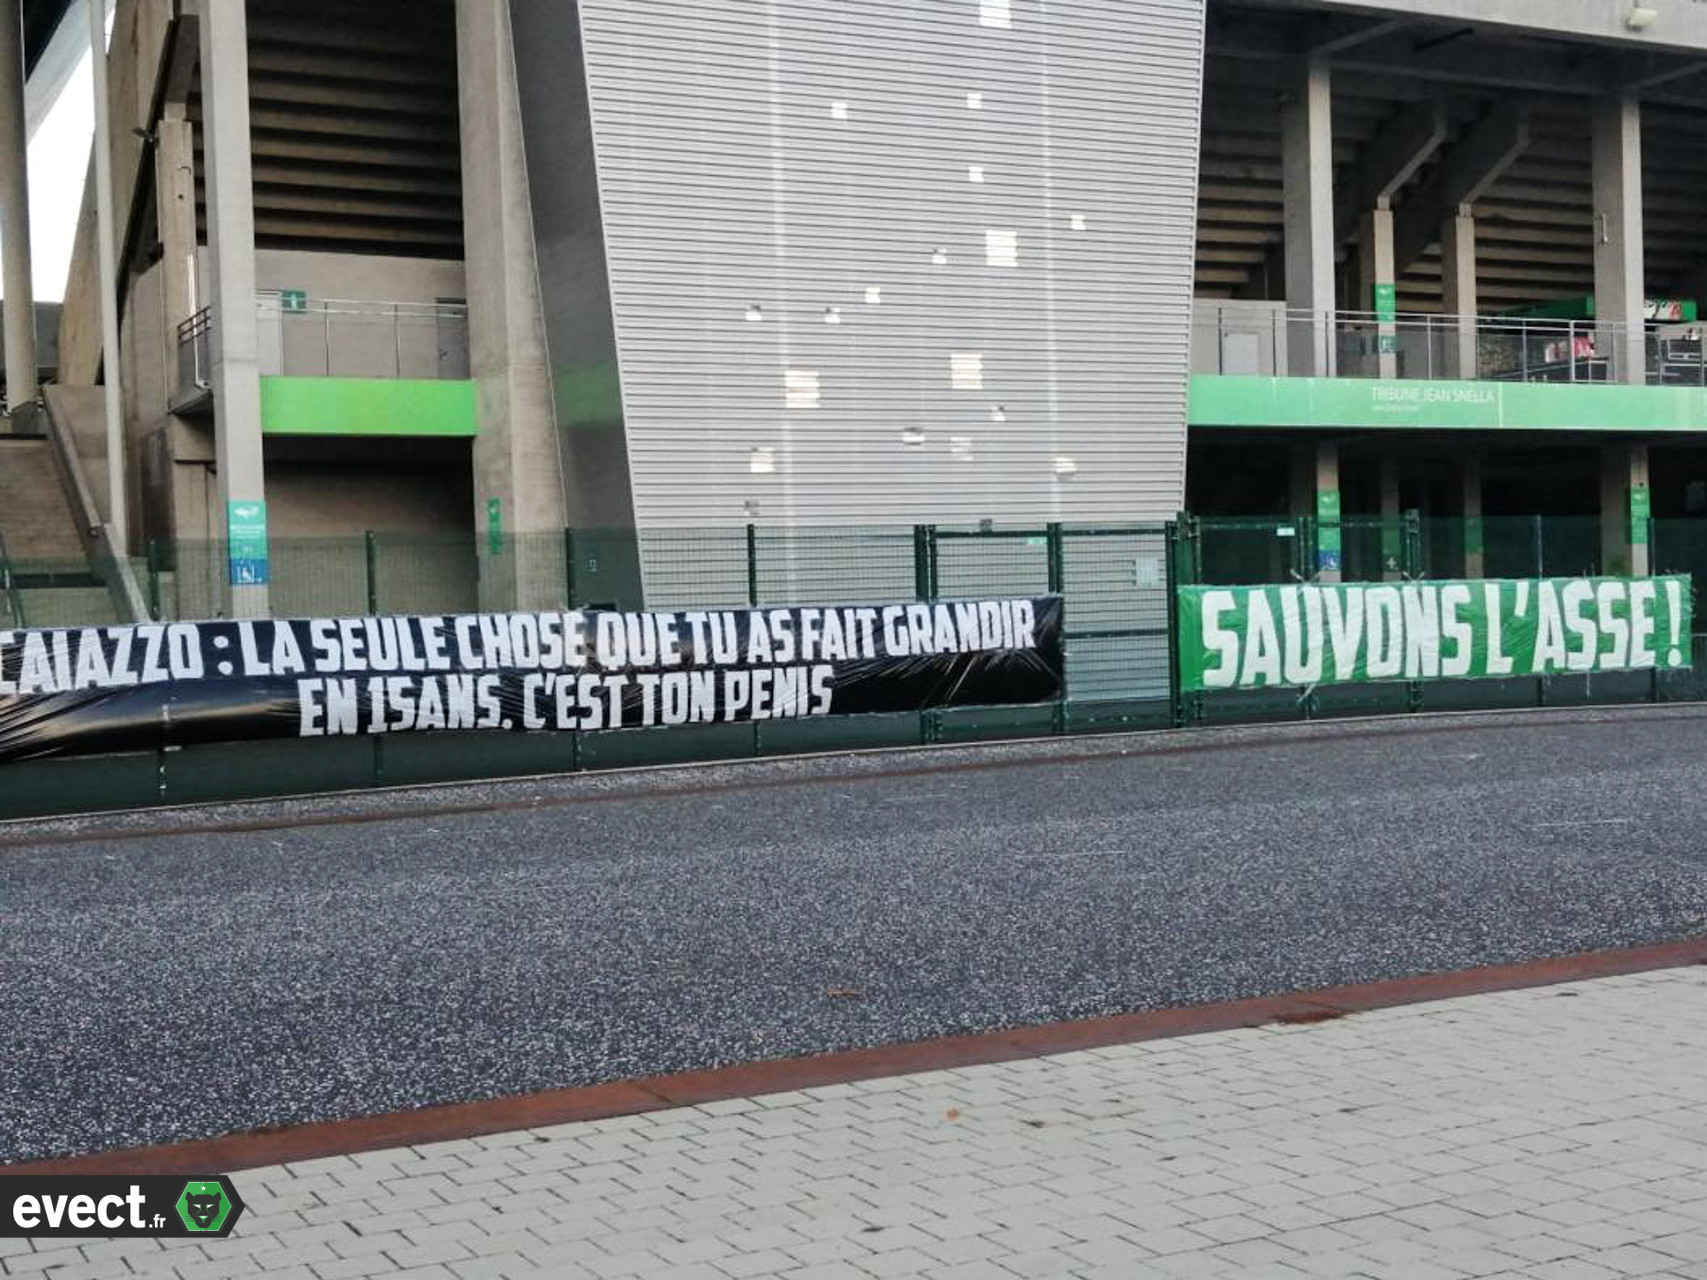 TRIBUNE JEAN SNELLA
CAIAZZO : LA SEULE CHOSE QUE TU AS FAIT GRANDIR
EN 15ANS. C'EST TON PENIS
SAUVONS L'ASSE!
evect.fr